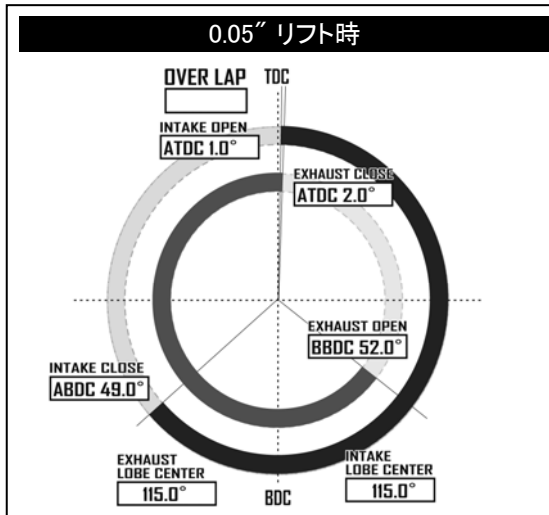 0.05″ リフト時
OVER LAP
TDC
INTAKE OPEN
ATDC 1.0°
EXHAUST CLOSE
ATDC 2.0°
EXHAUST OPEN
BBDC 52.0°
INTAKE CLOSE
ABDC 49.0°
EXHAUST
LOBE CENTER
115.0°
BDC
INTAKE
LOBE CENTER
115.0°